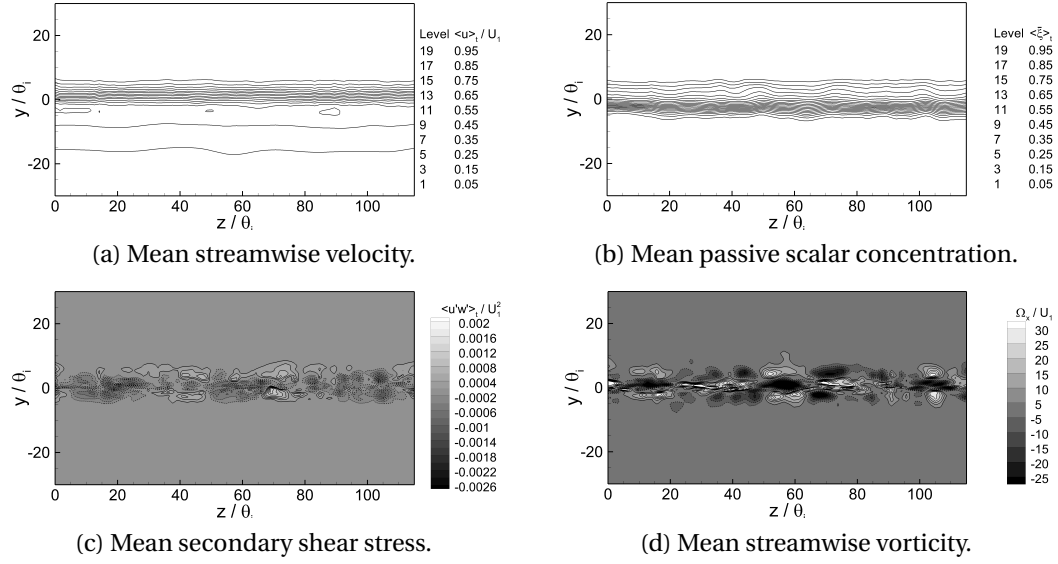 20
0
-20
y / θi
0 20 40 60 80 100
z / θi
Level <u>t / U1
19 0.95
17 0.85
15 0.75
13 0.65
11 0.55
9 0.45
7 0.35
5 0.25
3 0.15
1 0.05
(a) Mean streamwise velocity.
20
0
-20
y / θi
0 20 40 60 80 100
z / θi
Level <ξ̄>t
19 0.95
17 0.85
15 0.75
13 0.65
11 0.55
9 0.45
7 0.35
5 0.25
3 0.15
1 0.05
(b) Mean passive scalar concentration.
20
0
-20
y / θi
0 20 40 60 80 100
z / θi
<u'w'>t / U1²
0.002
0.0014
0.0008
0.0002
-0.0004
-0.001
-0.0014
-0.0022
-0.0026
(c) Mean secondary shear stress.
20
0
-20
y / θi
0 20 40 60 80 100
z / θi
Ωx / U1
30
25
20
15
10
5
-5
-10
-15
-20
-25
(d) Mean streamwise vorticity.